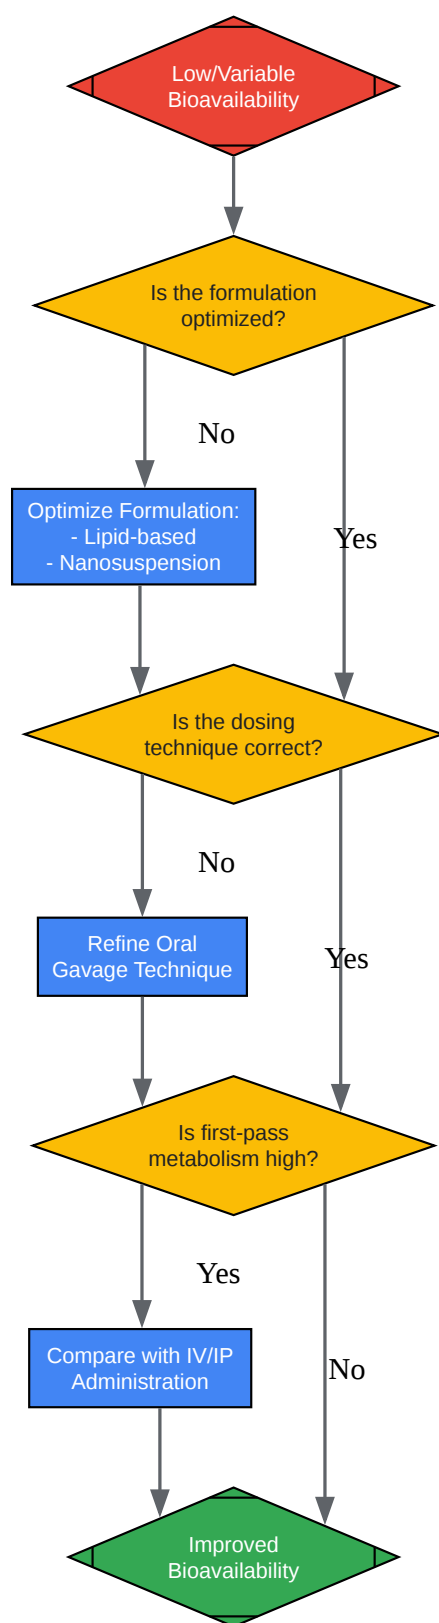 Low/Variable
Bioavailability
Is the formulation
optimized?
No
Optimize Formulation:
- Lipid-based
- Nanosuspension
Yes
Is the dosing
technique correct?
No
Refine Oral
Gavage Technique
Yes
Is first-pass
metabolism high?
Yes
Compare with IV/IP
Administration
No
Improved
Bioavailability